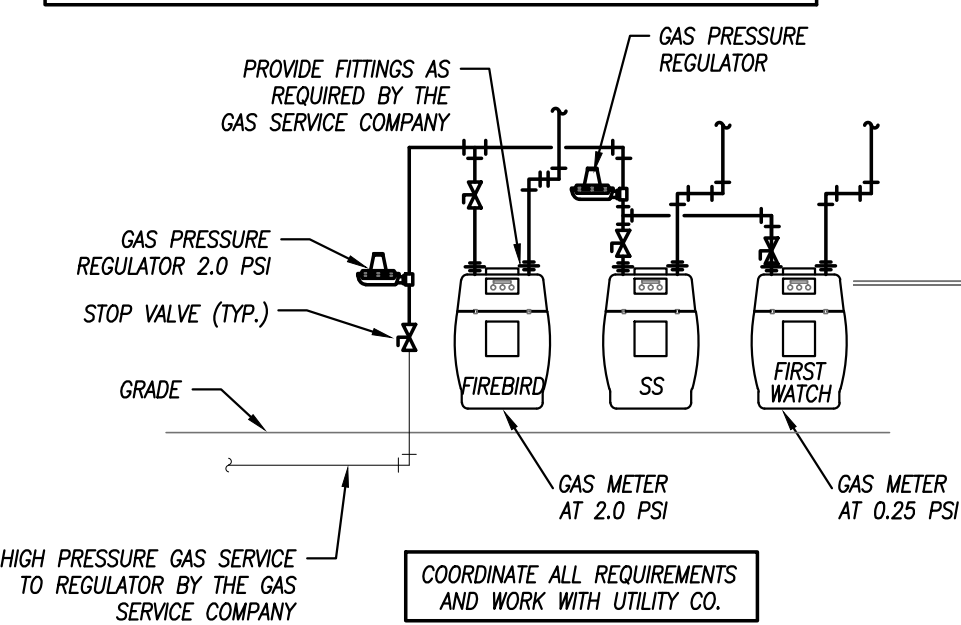 GAS PRESSURE
REGULATOR
PROVIDE FITTINGS AS
REQUIRED BY THE
GAS SERVICE COMPANY
GAS PRESSURE
REGULATOR 2.0 PSI
STOP VALVE (TYP.)
GRADE
FIREBIRD
SS
FIRST
WATCH
GAS METER
AT 2.0 PSI
GAS METER
AT 0.25 PSI
HIGH PRESSURE GAS SERVICE
TO REGULATOR BY THE GAS
SERVICE COMPANY
COORDINATE ALL REQUIREMENTS
AND WORK WITH UTILITY CO.